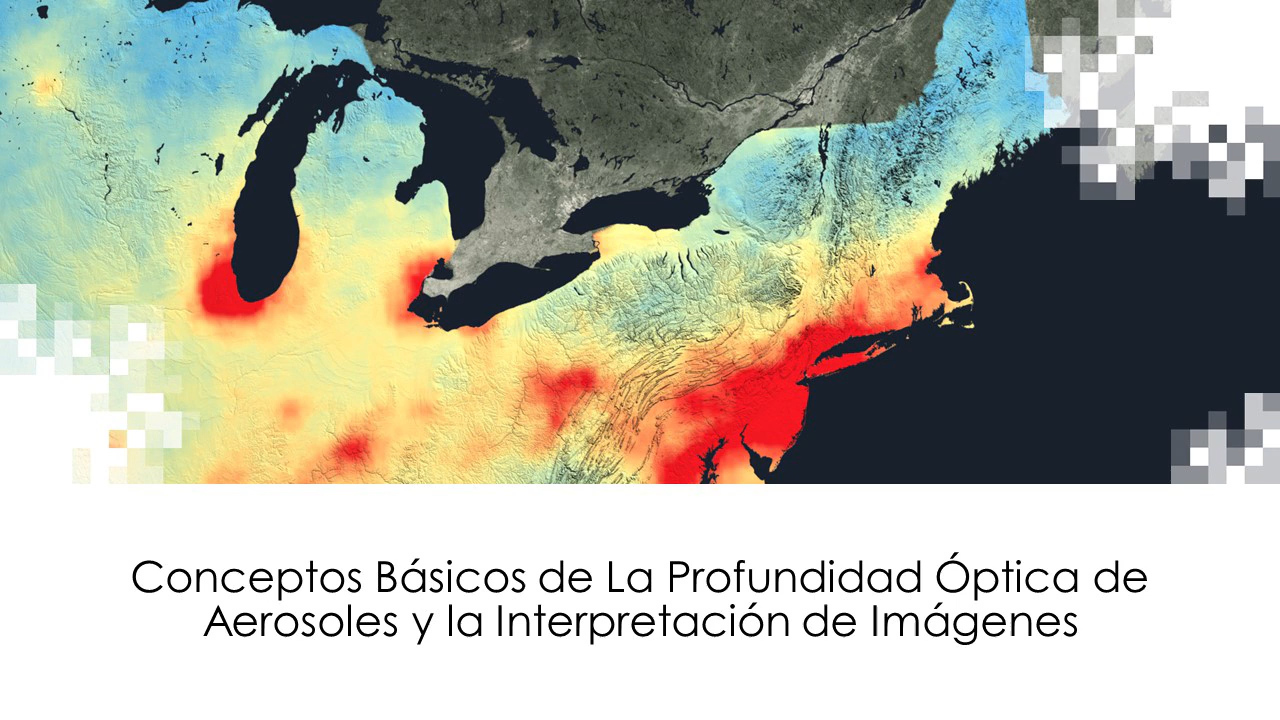 Conceptos Básicos de La Profundidad Óptica de
Aerosoles y la Interpretación de Imágenes